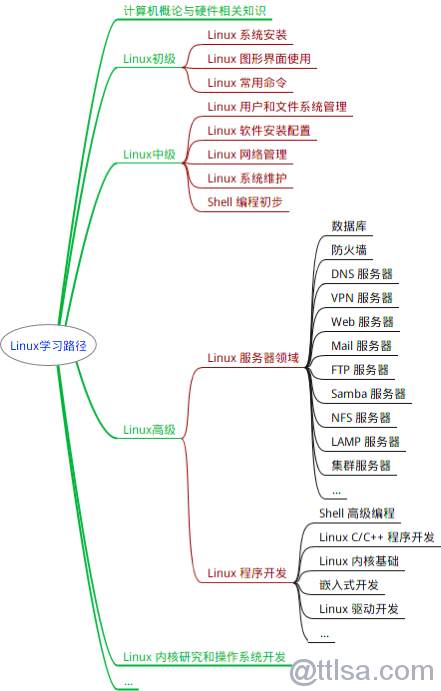 计算机概论与硬件相关知识
Linux初级
Linux 系统安装
Linux 图形界面使用
Linux 常用命令
Linux中级
Linux 用户和文件系统管理
Linux 软件安装配置
Linux 网络管理
Linux 系统维护
Shell 编程初步
Linux学习路径
Linux高级
Linux 服务器领域
数据库
防火墙
DNS 服务器
VPN 服务器
Web 服务器
Mail 服务器
FTP 服务器
Samba 服务器
NFS 服务器
LAMP 服务器
集群服务器
...
Linux 程序开发
Shell 高级编程
Linux C/C++ 程序开发
Linux 内核基础
嵌入式开发
Linux 驱动开发
...
Linux 内核研究和操作系统开发
...
@ttlsa.com